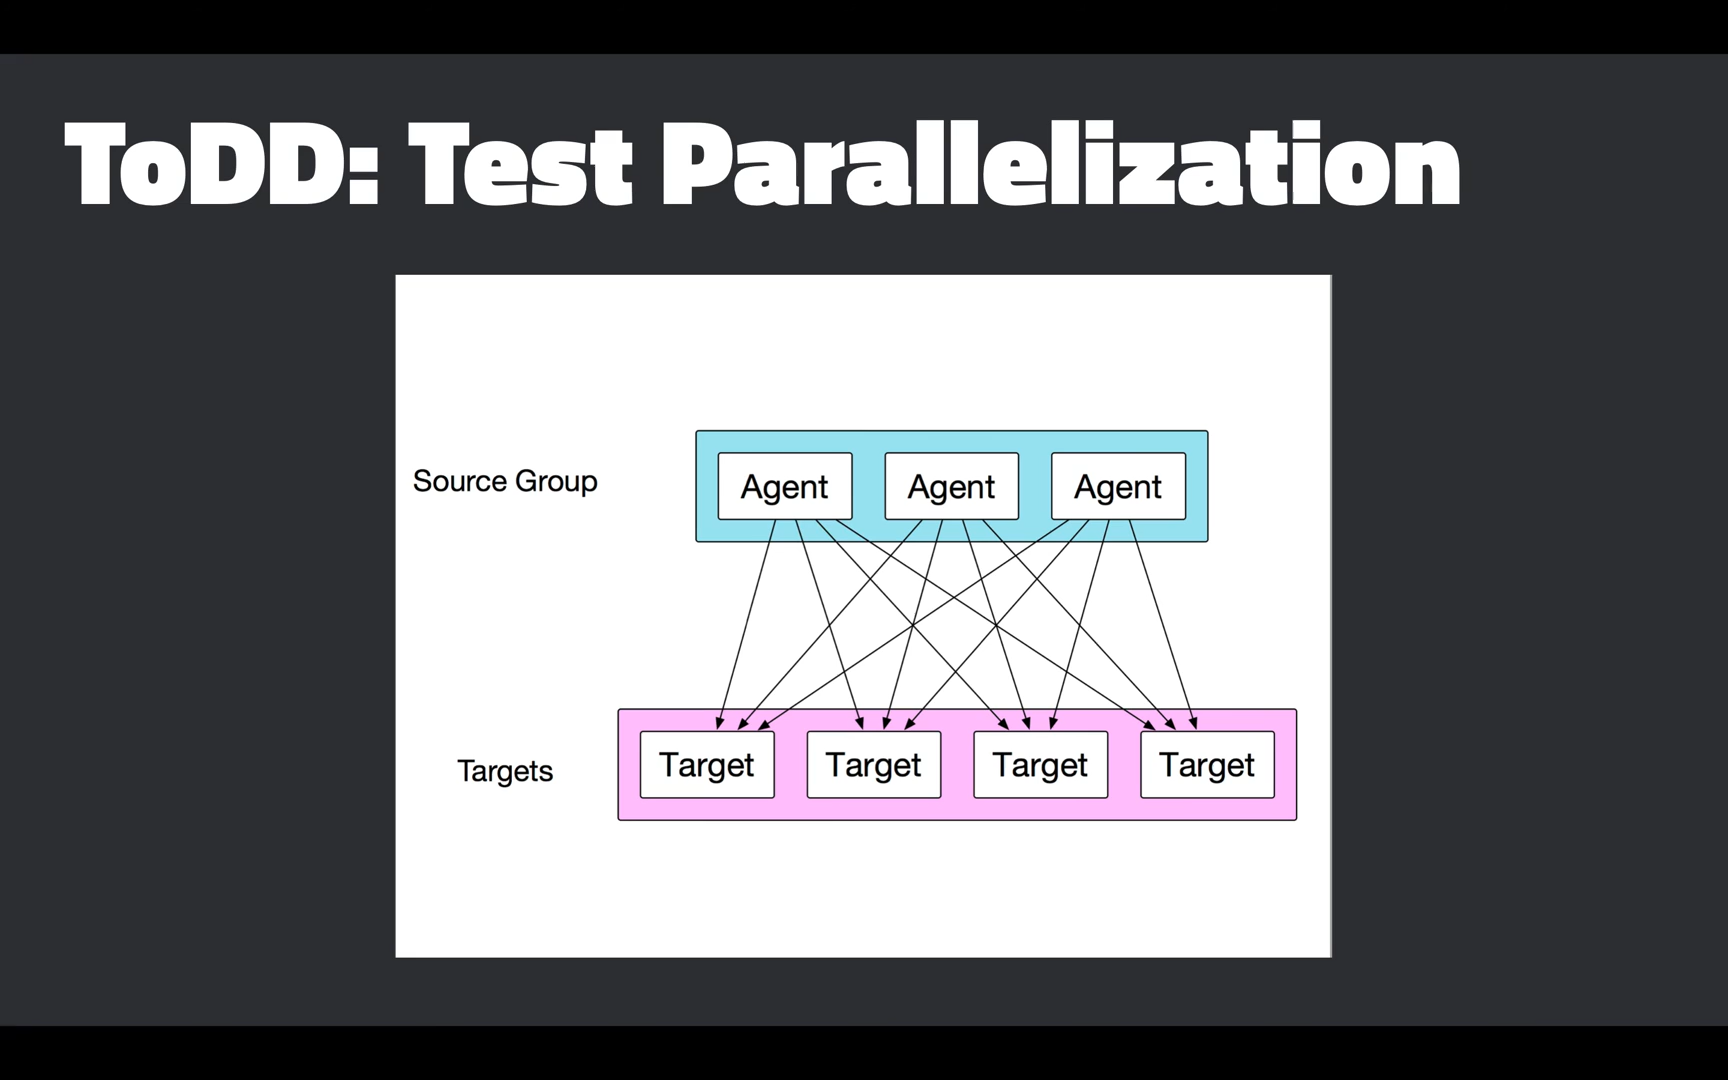 ToDD: Test Parallelization
Source Group
Agent Agent Agent
Targets
Target Target Target Target